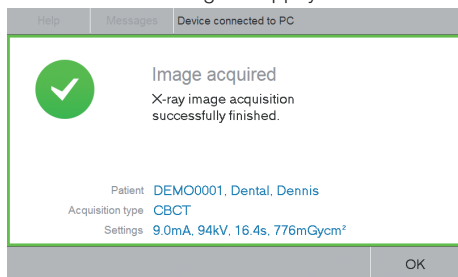 Help Messages Device connected to PC
Image acquired
X-ray image acquisition
successfully finished.
Patient DEMO0001, Dental, Dennis
Acquisition type CBCT
Settings 9.0mA, 94kV, 16.4s, 776mGycm²
OK